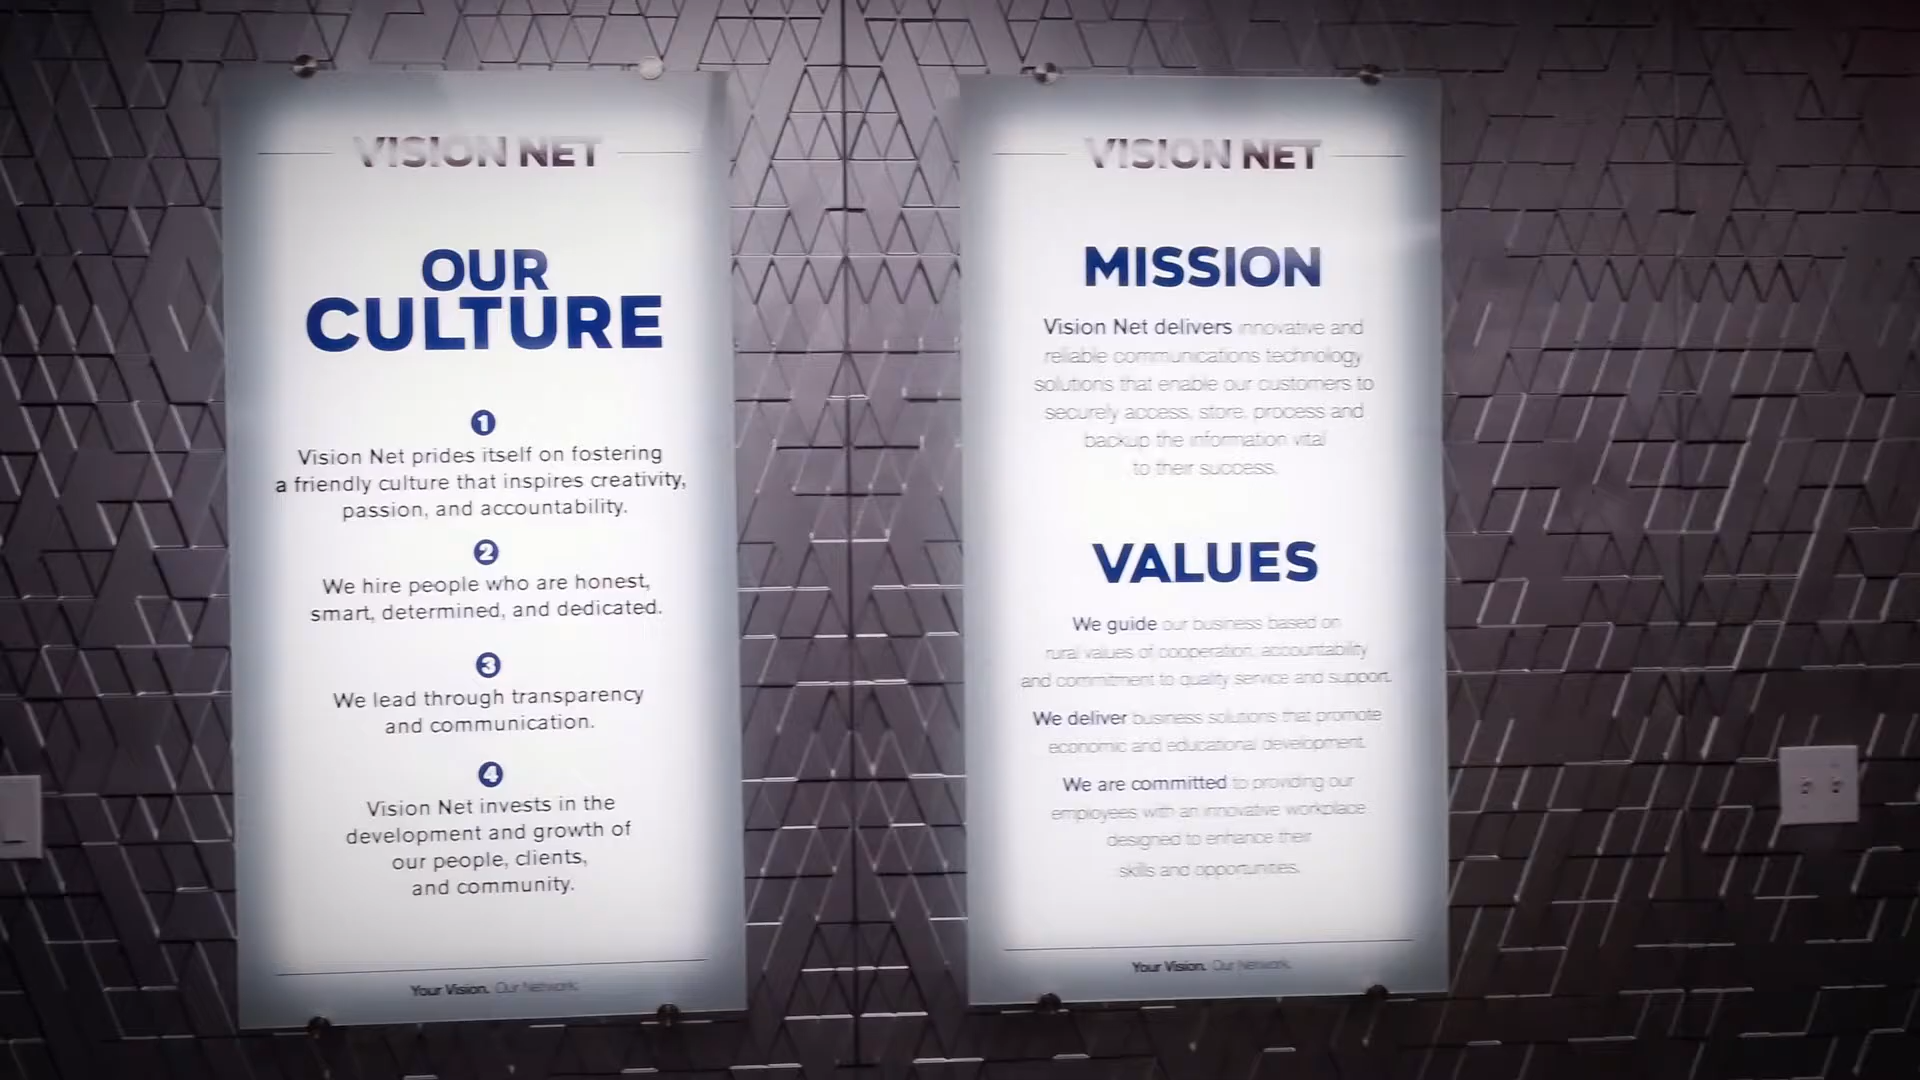 VISION NET
OUR
CULTURE
1
Vision Net prides itself on fostering
a friendly culture that inspires creativity,
passion, and accountability.
2
We hire people who are honest,
smart, determined, and dedicated.
3
We lead through transparency
and communication.
4
Vision Net invests in the
development and growth of
our people, clients,
and community.
Your Vision. Our Network.
VISION NET
MISSION
Vision Net delivers innovative and
reliable communications technology
solutions that enable our customers to
securely access, store, process and
backup the information vital
to their success.
VALUES
We guide our business based on
rural values of cooperation, accountability
and commitment to quality service and support.
We deliver business solutions that promote
economic and educational development.
We are committed to providing our
employees with an innovative workplace
designed to enhance their
skills and opportunities.
Your Vision. Our Network.